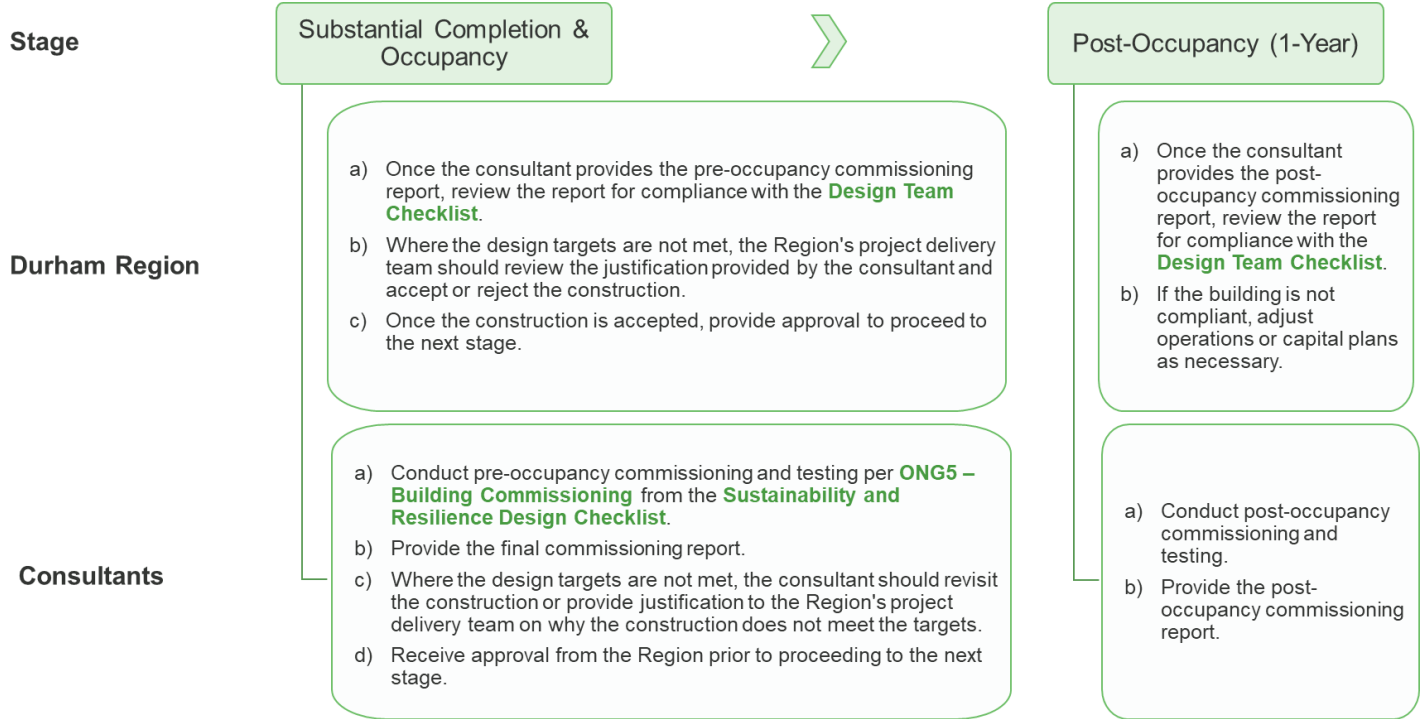 Stage
Substantial Completion &
Occupancy
Post-Occupancy (1-Year)
Durham Region
a) Once the consultant provides the pre-occupancy commissioning
report, review the report for compliance with the Design Team
Checklist.
b) Where the design targets are not met, the Region's project delivery
team should review the justification provided by the consultant and
accept or reject the construction.
c) Once the construction is accepted, provide approval to proceed to
the next stage.
a) Once the consultant
provides the post-
occupancy commissioning
report, review the report
for compliance with the
Design Team Checklist.
b) If the building is not
compliant, adjust
operations or capital plans
as necessary.
Consultants
a) Conduct pre-occupancy commissioning and testing per ONG5 –
Building Commissioning from the Sustainability and
Resilience Design Checklist.
b) Provide the final commissioning report.
c) Where the design targets are not met, the consultant should revisit
the construction or provide justification to the Region's project
delivery team on why the construction does not meet the targets.
d) Receive approval from the Region prior to proceeding to the next
stage.
a) Conduct post-occupancy
commissioning and
testing.
b) Provide the post-
occupancy commissioning
report.